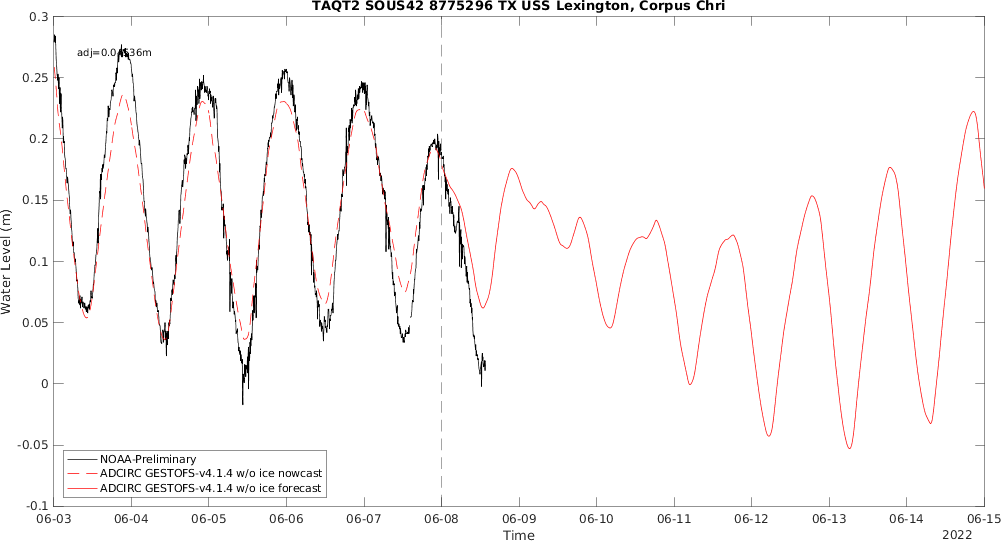 TAQT2 SOUS42 8775296 TX USS Lexington, Corpus Chri
0.3
0.25
0.2
0.15
0.1
0.05
0
-0.05
-0.1
Water Level (m)
NOAA-Preliminary
ADCIRC GESTOFS-v4.1.4 w/o ice nowcast
ADCIRC GESTOFS-v4.1.4 w/o ice forecast
06-03 06-04 06-05 06-06 06-07 06-08 06-09 06-10 06-11 06-12 06-13 06-14 06-15
Time
2022